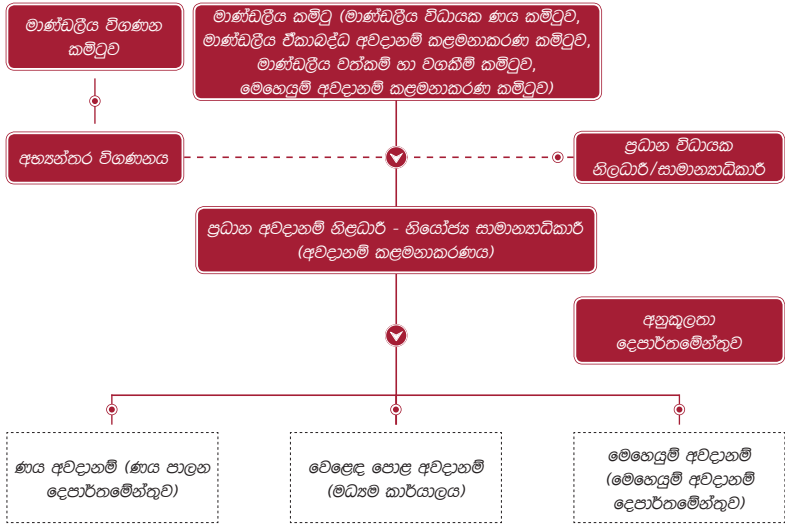 මාණ්ඩලීය විගණන
කමිටුව
මාණ්ඩලීය කමිටු (මාණ්ඩලීය විධායක ණය කමිටුව,
මාණ්ඩලීය ඒකාබද්ධ අවදානම් කළමනාකරණ කමිටුව,
මාණ්ඩලීය වත්කම් හා වගකීම් කමිටුව,
මෙහෙයුම් අවදානම් කළමනාකරණ කමිටුව)
අභ්‍යන්තර විගණනය
ප්‍රධාන විධායක
නිලධාරී/සාමාන්‍යාධිකාරී
ප්‍රධාන අවදානම් නිළධාරී - නියෝජ්‍ය සාමාන්‍යාධිකාරී
(අවදානම් කළමනාකරණය)
අනුකූලතා
දෙපාර්තමේන්තුව
ණය අවදානම් (ණය පාලන
දෙපාර්තමේන්තුව)
වෙළෙඳ පොළ අවදානම්
(මධ්‍යම කාර්යාලය)
මෙහෙයුම් අවදානම්
(මෙහෙයුම් අවදානම්
දෙපාර්තමේන්තුව)